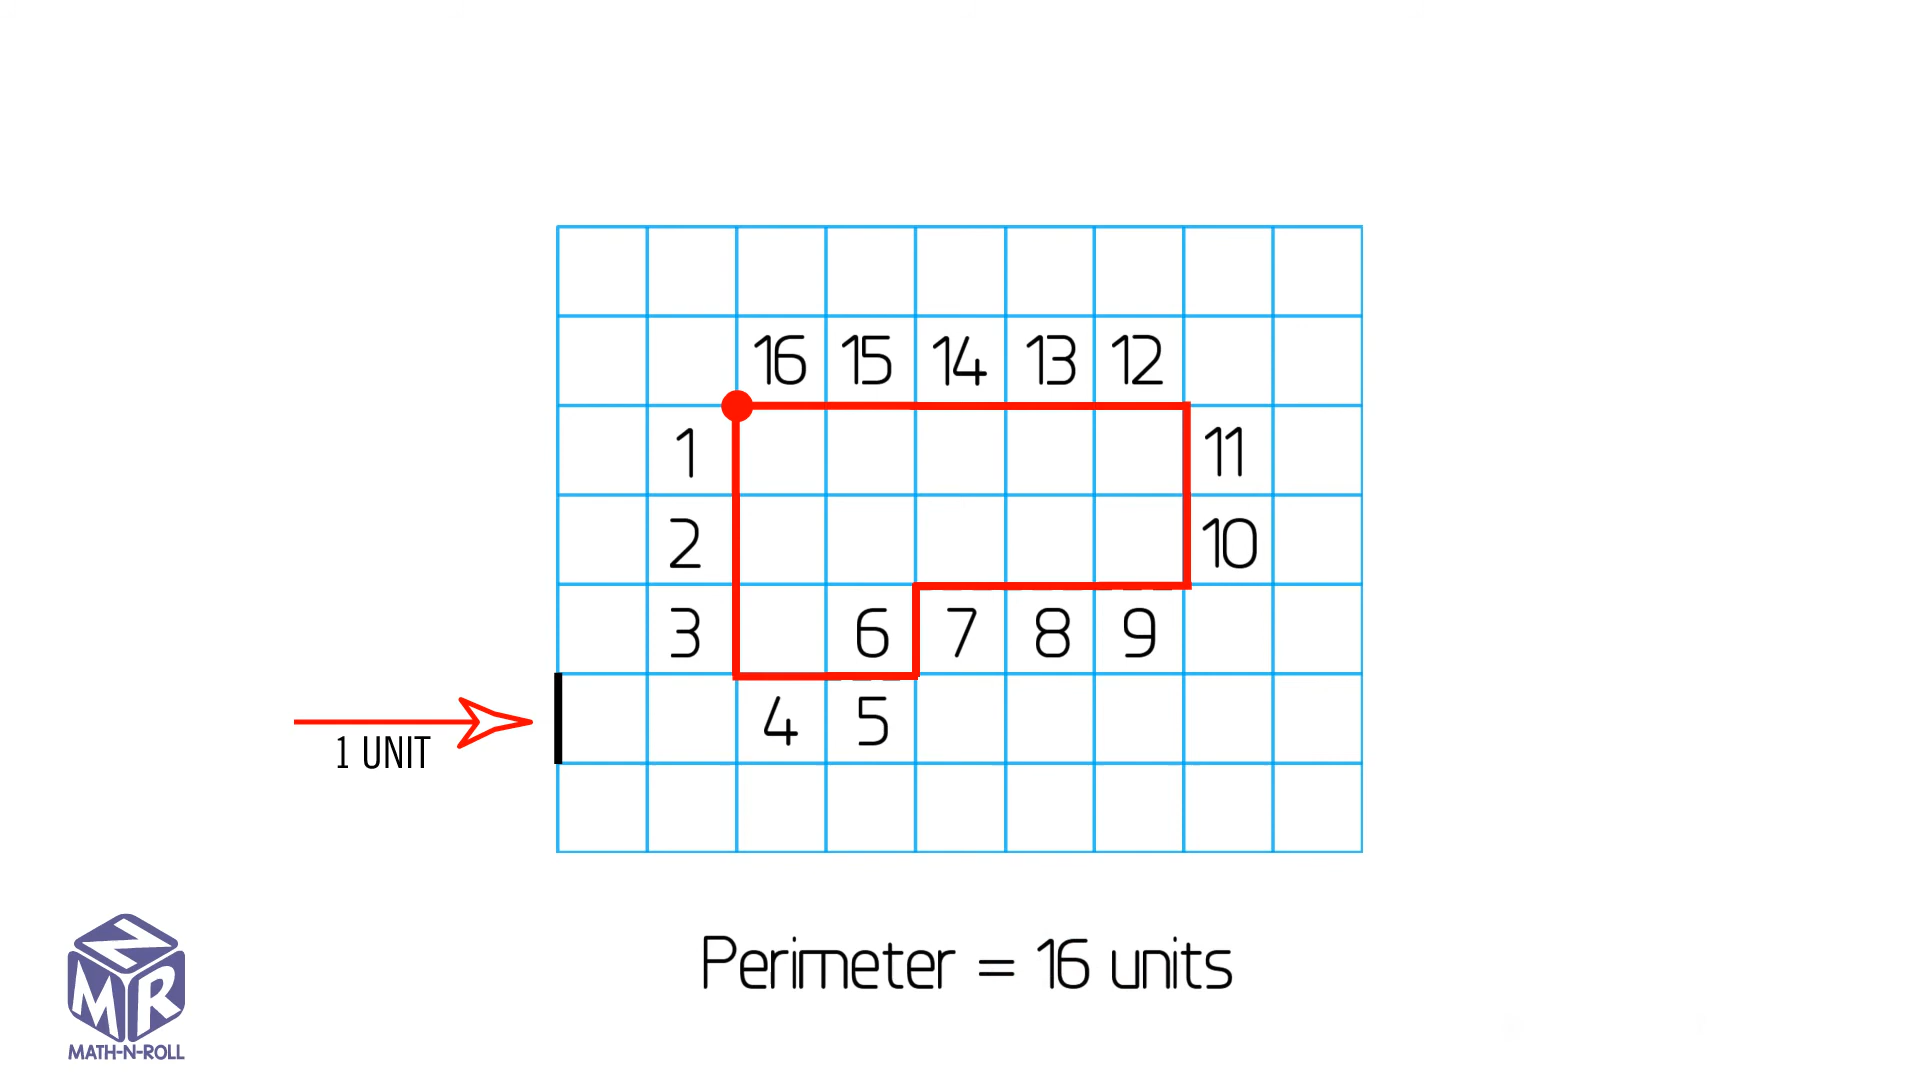 16 15 14 13 12
1 11
2 10
3 6 7 8 9
4 5
1 UNIT
Perimeter = 16 units
MNR
MATH-N-ROLL